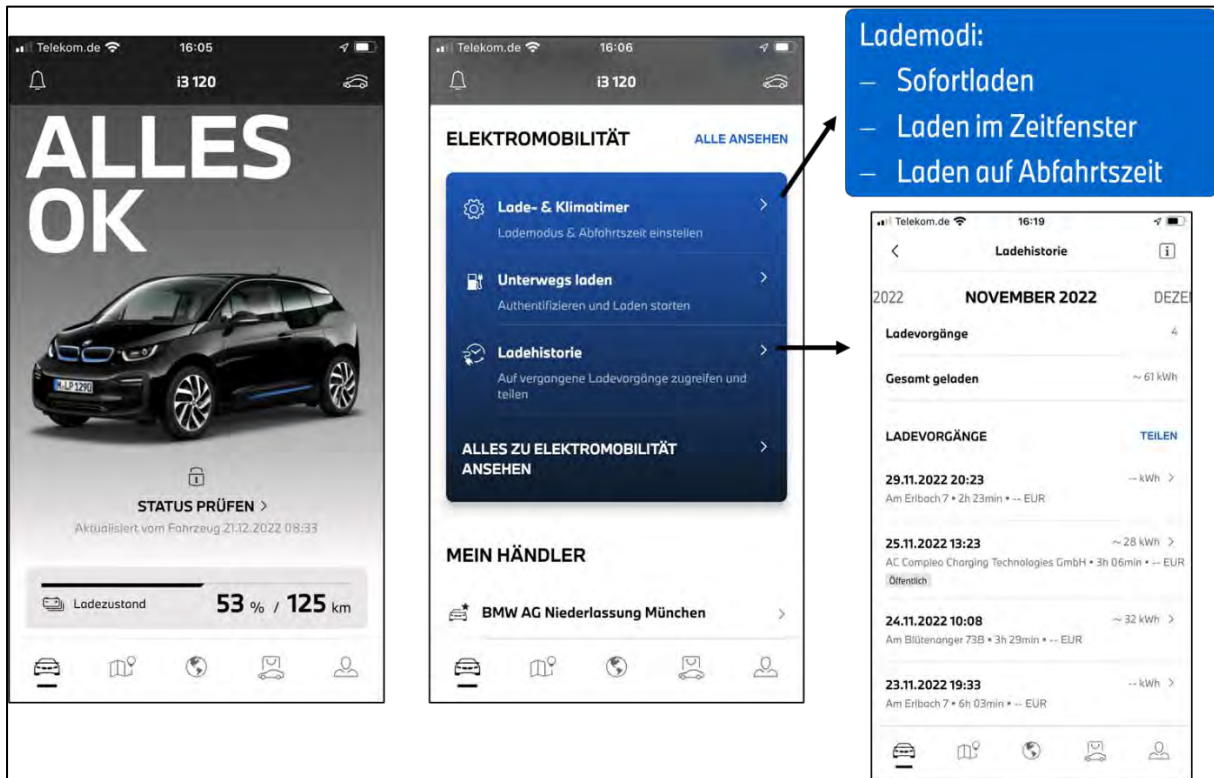 Telekom.de 16:05
i3 120
ALLES
OK
M-LP 1290
STATUS PRÜFEN >
Aktualisiert vom Fahrzeug 21.12.2022 08:33
Ladezustand 53 % / 125 km
Telekom.de 16:06
i3 120
ELEKTROMOBILITÄT ALLE ANSEHEN
Lade- & Klimatimer
Lademodus & Abfahrtszeit einstellen
Unterwegs laden
Authentifizieren und Laden starten
Ladehistorie
Auf vergangene Ladevorgänge zugreifen und
teilen
ALLES ZU ELEKTROMOBILITÄT
ANSEHEN
MEIN HÄNDLER
BMW AG Niederlassung München
Lademodi:
– Sofortladen
– Laden im Zeitfenster
– Laden auf Abfahrtszeit
Telekom.de 16:19
Ladehistorie i
2022 NOVEMBER 2022 DEZE
Ladevorgänge 4
Gesamt geladen ~ 61 kWh
LADEVORGÄNGE TEILEN
29.11.2022 20:23 -- kWh >
Am Erlbach 7 • 2h 23min • -- EUR
25.11.2022 13:23 ~ 28 kWh >
AC Compleo Charging Technologies GmbH • 3h 06min • -- EUR
Öffentlich
24.11.2022 10:08 ~ 32 kWh >
Am Blütenanger 73B • 3h 29min • -- EUR
23.11.2022 19:33 -- kWh >
Am Erlbach 7 • 6h 03min • -- EUR